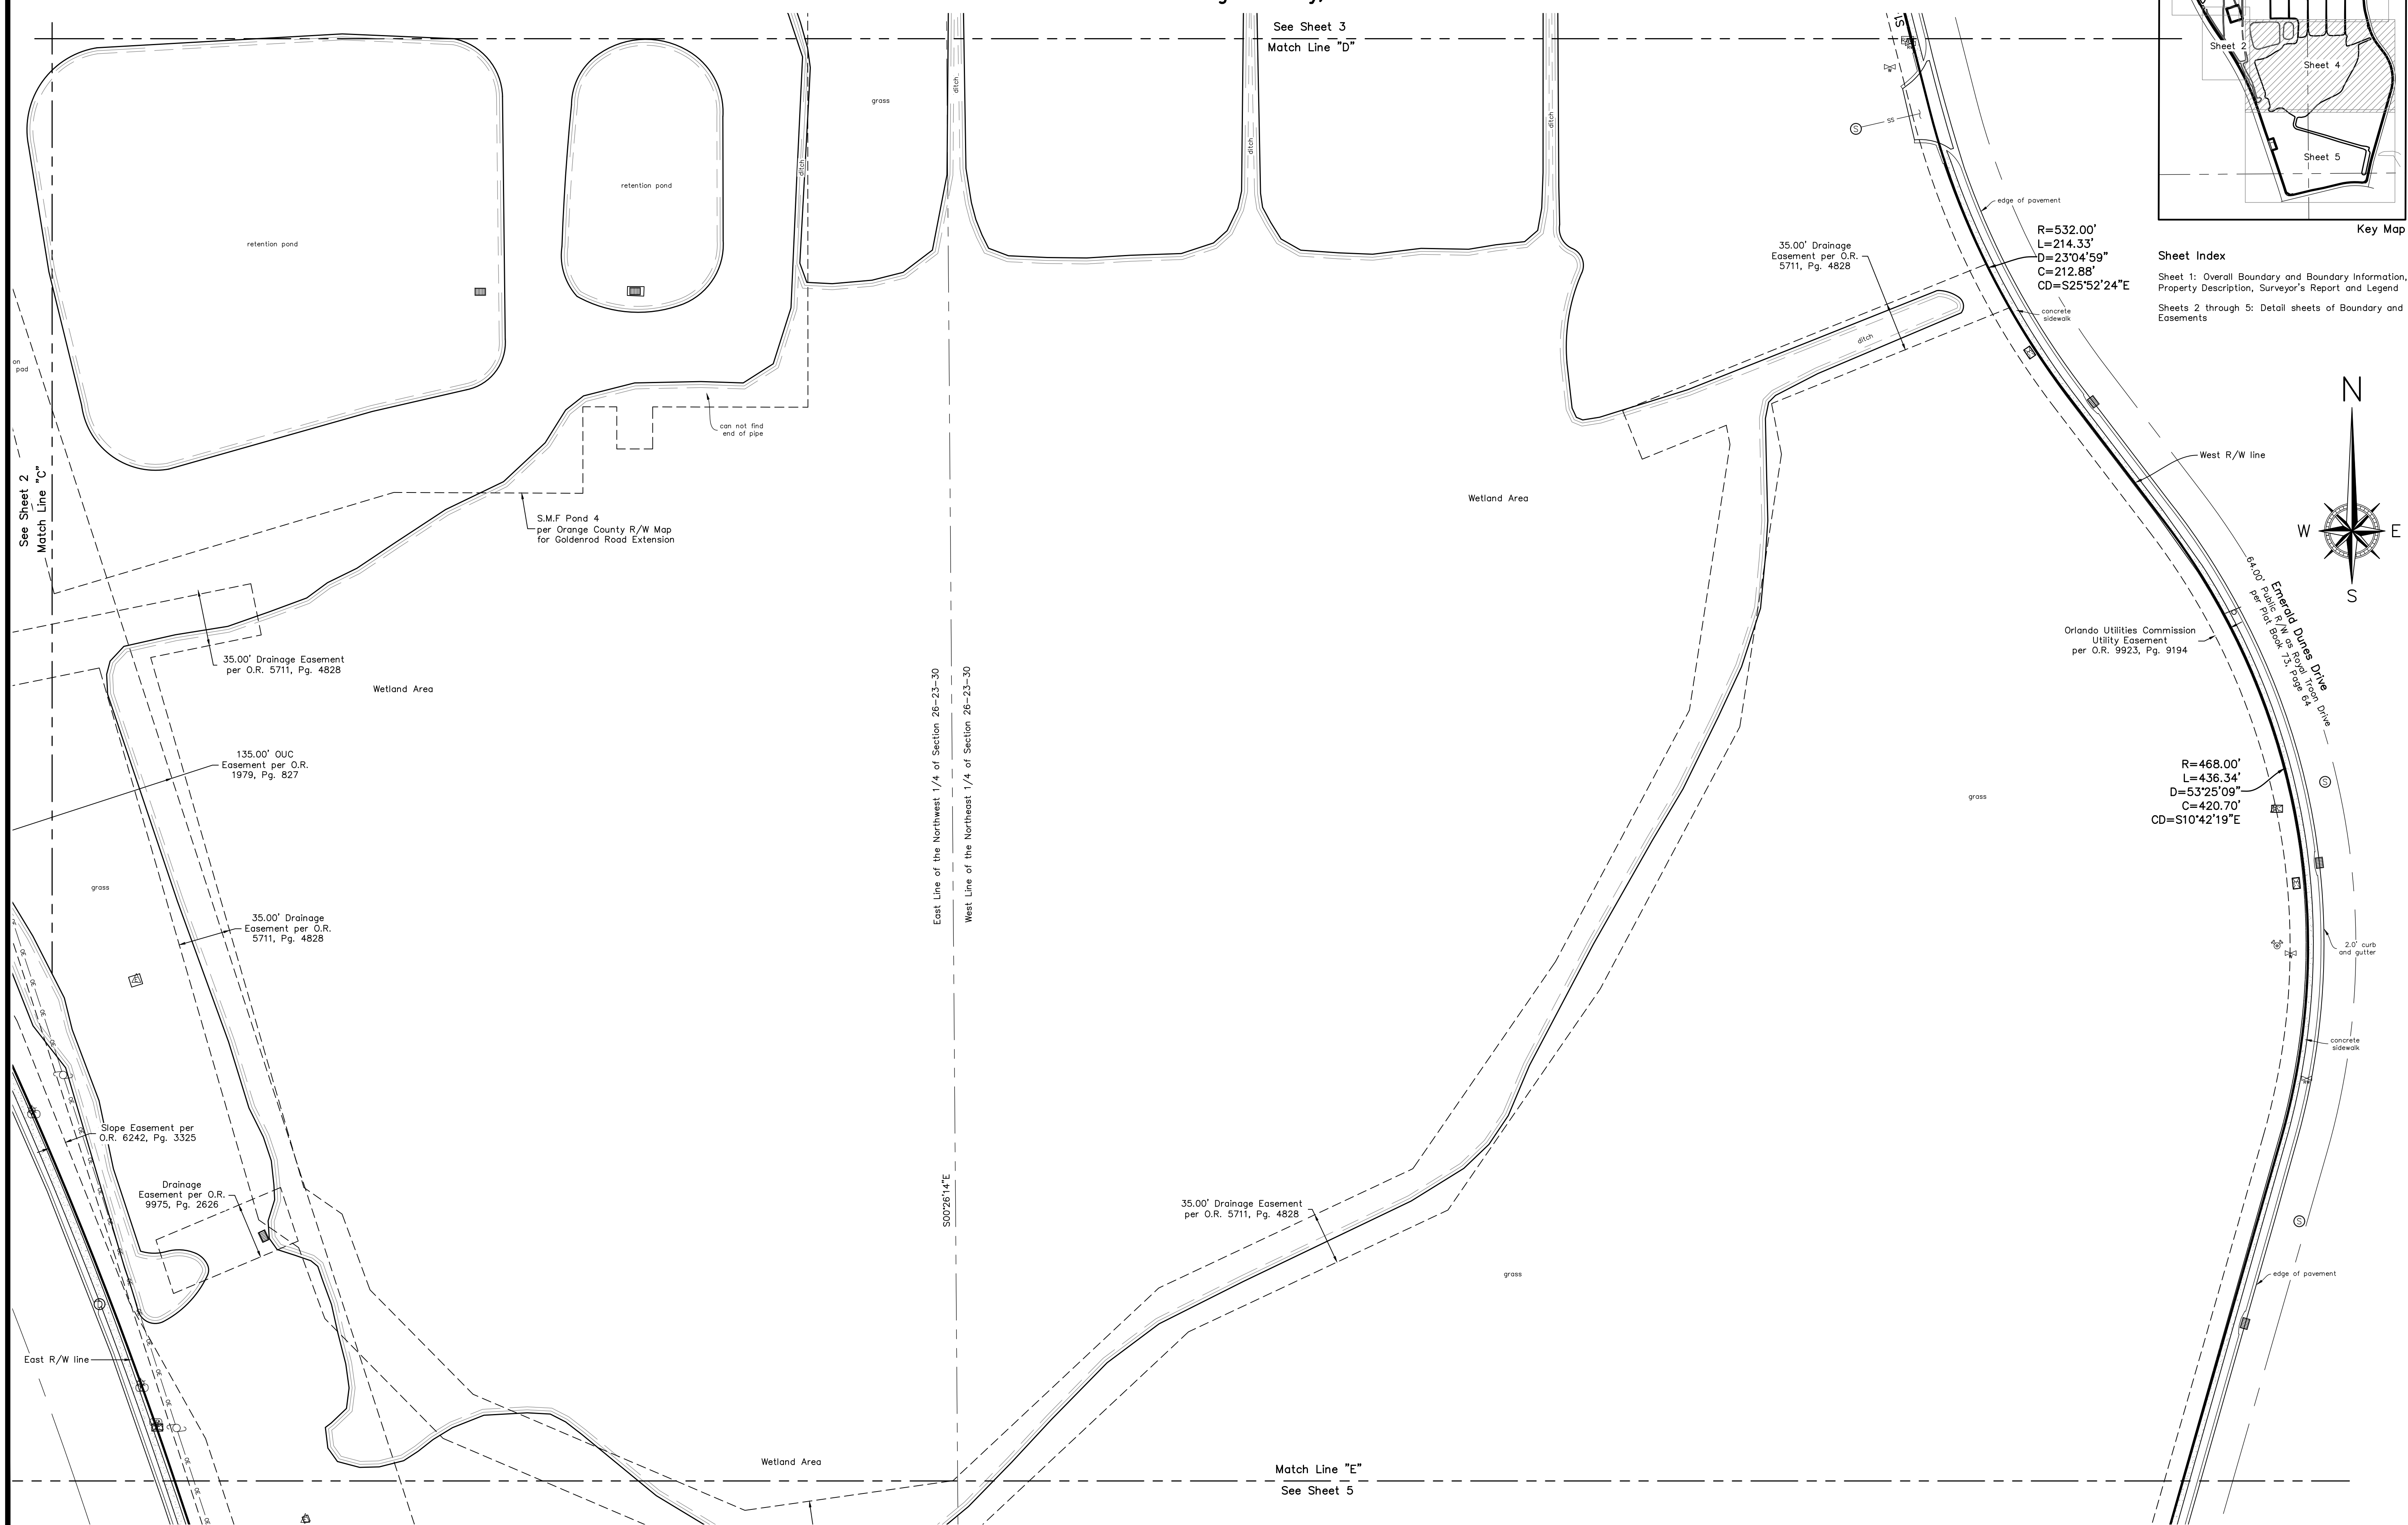 See Sheet 3
Match Line "D"
Sheet 2
Sheet 4
Sheet 5
Key Map
Sheet Index
Sheet 1: Overall Boundary and Boundary Information,
Property Description, Surveyor's Report and Legend
Sheets 2 through 5: Detail sheets of Boundary and
Easements
N
W
E
S
ditch
grass
ditch
ditch
ditch
retention pond
retention pond
S
SS
edge of pavement
R=532.00'
L=214.33'
D=23°04'59"
C=212.88'
CD=S25°52'24"E
35.00' Drainage
Easement per O.R.
5711, Pg. 4828
concrete
sidewalk
ditch
on
pad
can not find
end of pipe
West R/W line
See Sheet 2
Match Line "C"
S.M.F Pond 4
per Orange County R/W Map
for Goldenrod Road Extension
Wetland Area
Emerald Dunes Drive
64.00' Public R/W as Royal Troon Drive
per Plat Book 73, Page 64
Orlando Utilities Commission
Utility Easement
per O.R. 9923, Pg. 9194
35.00' Drainage Easement
per O.R. 5711, Pg. 4828
Wetland Area
East Line of the Northwest 1/4 of Section 26-23-30
West Line of the Northeast 1/4 of Section 26-23-30
135.00' OUC
Easement per O.R.
1979, Pg. 827
R=468.00'
L=436.34'
D=53°25'09"
C=420.70'
CD=S10°42'19"E
S
grass
grass
35.00' Drainage
Easement per O.R.
5711, Pg. 4828
2.0' curb
and gutter
concrete
sidewalk
Slope Easement per
O.R. 6242, Pg. 3325
Drainage
Easement per O.R.
9975, Pg. 2626
S00°26'14"E
35.00' Drainage Easement
per O.R. 5711, Pg. 4828
S
grass
edge of pavement
East R/W line
Wetland Area
Match Line "E"
See Sheet 5